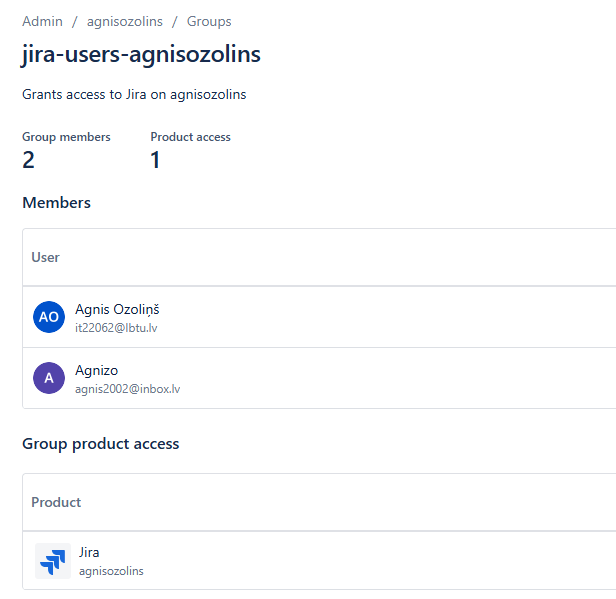 Admin / agnisozolins / Groups
jira-users-agnisozolins
Grants access to Jira on agnisozolins
Group members Product access
2 1
Members
User
AO Agnis Ozoliņš
it22062@lbtu.lv
A Agnizo
agnis2002@inbox.lv
Group product access
Product
Jira
agnisozolins